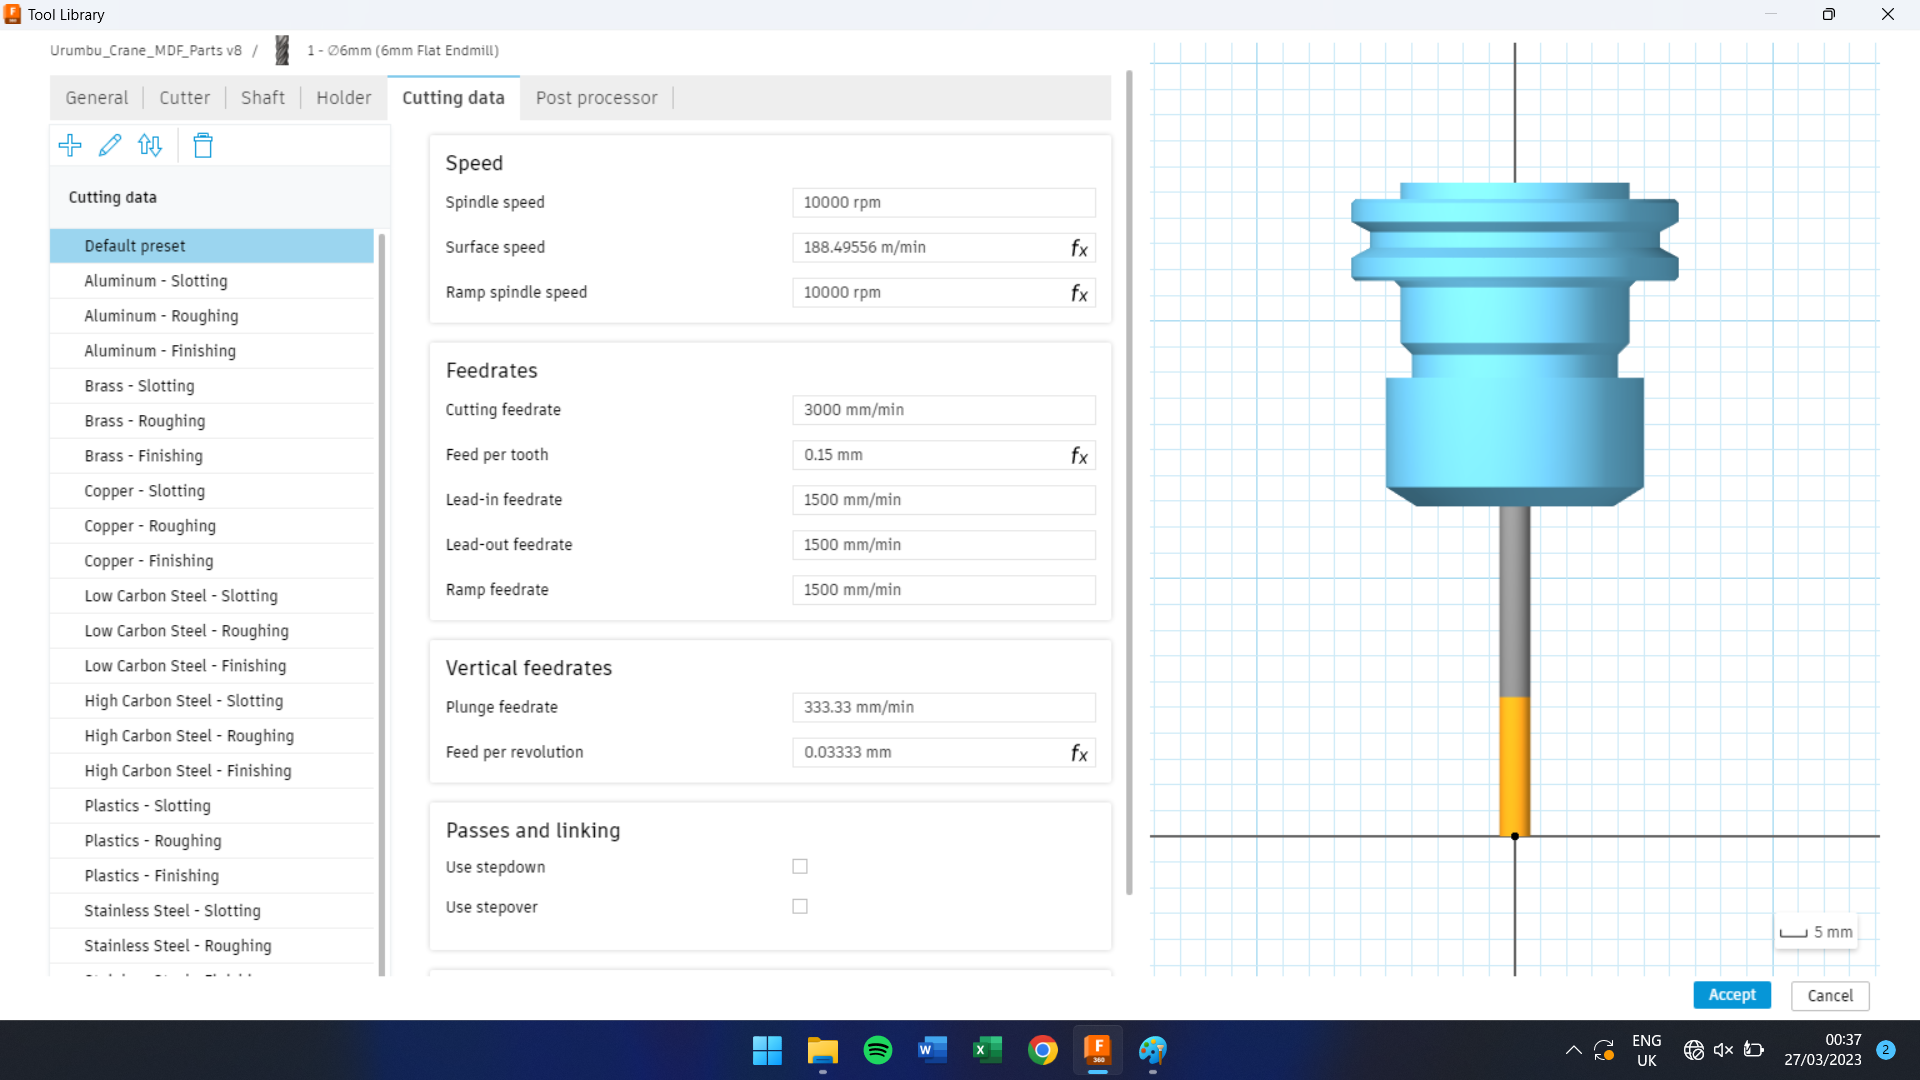 Tool Library
Urumbu_Crane_MDF_Parts v8 / 1 - Ø6mm (6mm Flat Endmill)
General Cutter Shaft Holder Cutting data Post processor
Cutting data
Default preset
Aluminum - Slotting
Aluminum - Roughing
Aluminum - Finishing
Brass - Slotting
Brass - Roughing
Brass - Finishing
Copper - Slotting
Copper - Roughing
Copper - Finishing
Low Carbon Steel - Slotting
Low Carbon Steel - Roughing
Low Carbon Steel - Finishing
High Carbon Steel - Slotting
High Carbon Steel - Roughing
High Carbon Steel - Finishing
Plastics - Slotting
Plastics - Roughing
Plastics - Finishing
Stainless Steel - Slotting
Stainless Steel - Roughing
Speed
Spindle speed 10000 rpm
Surface speed 188.49556 m/min fx
Ramp spindle speed 10000 rpm fx
Feedrates
Cutting feedrate 3000 mm/min
Feed per tooth 0.15 mm fx
Lead-in feedrate 1500 mm/min
Lead-out feedrate 1500 mm/min
Ramp feedrate 1500 mm/min
Vertical feedrates
Plunge feedrate 333.33 mm/min
Feed per revolution 0.03333 mm fx
Passes and linking
Use stepdown
Use stepover
5 mm
Accept Cancel
ENG
UK
00:37
27/03/2023
2